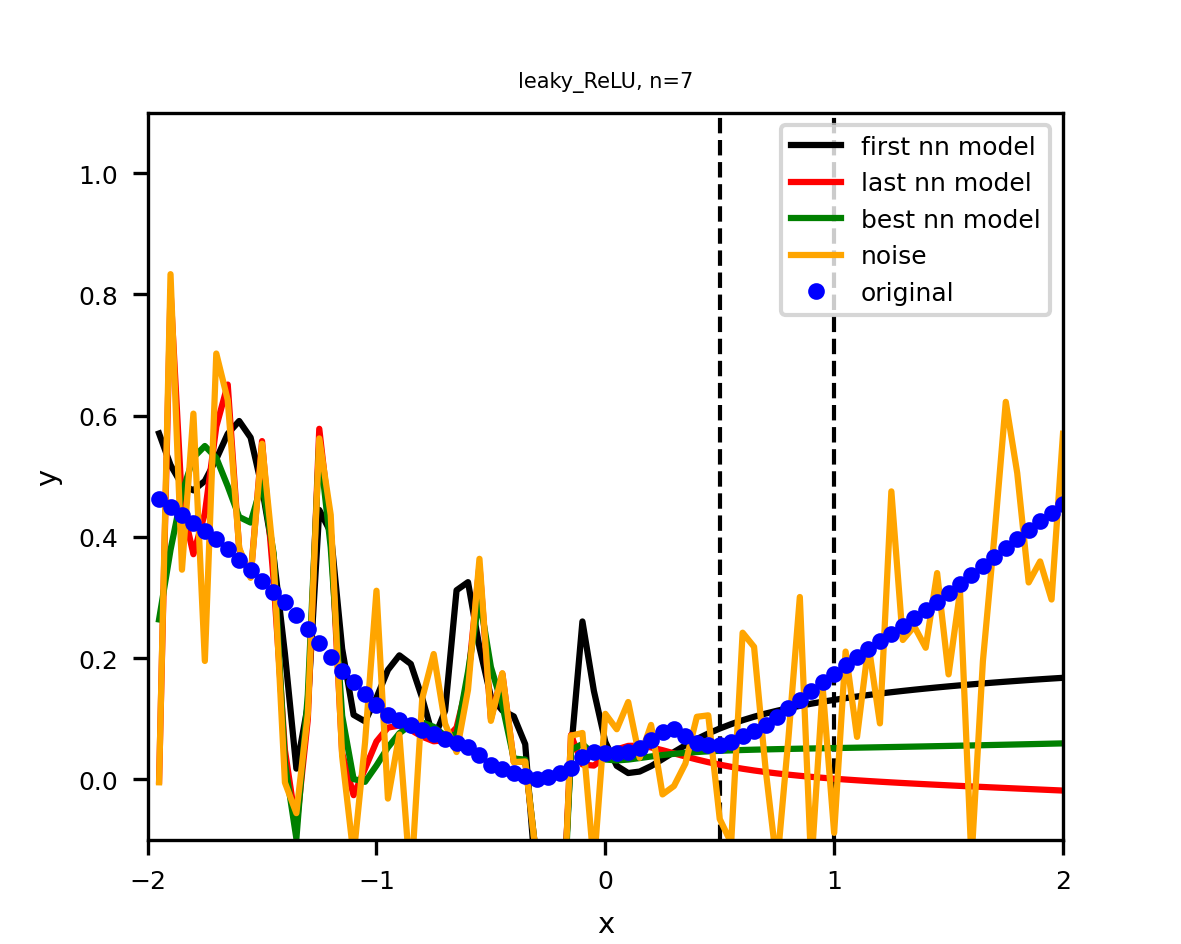 leaky_ReLU, n=7
first nn model
last nn model
best nn model
noise
original
y
1.0
0.8
0.6
0.4
0.2
0.0
−2
−1
0
1
2
x